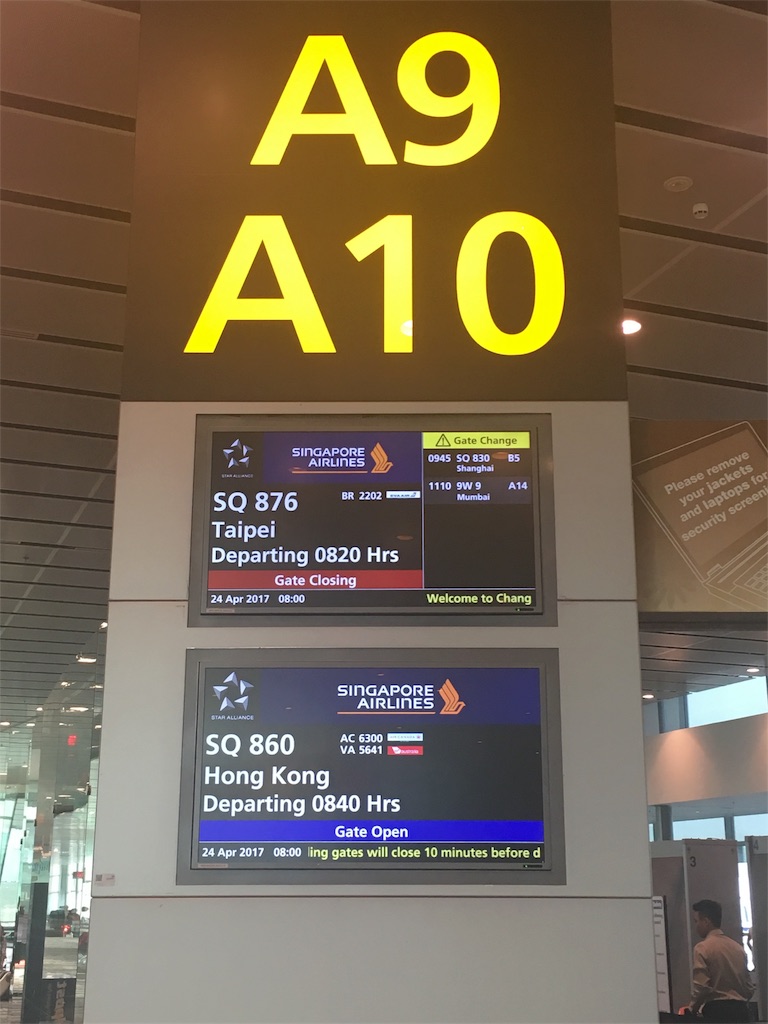 A9
A10
STAR ALLIANCE
SINGAPORE
AIRLINES
SQ 876
BR 2202
Taipei
Departing 0820 Hrs
Gate Closing
24 Apr 2017 08:00
Welcome to Chang
Gate Change
0945 SQ 830 B5
Shanghai
1110 9W 9 A14
Mumbai
STAR ALLIANCE
SINGAPORE
AIRLINES
SQ 860
AC 6300
VA 5641
Hong Kong
Departing 0840 Hrs
Gate Open
24 Apr 2017 08:00 ing gates will close 10 minutes before d
Please remove
your jackets
and laptops for
security screeni
3